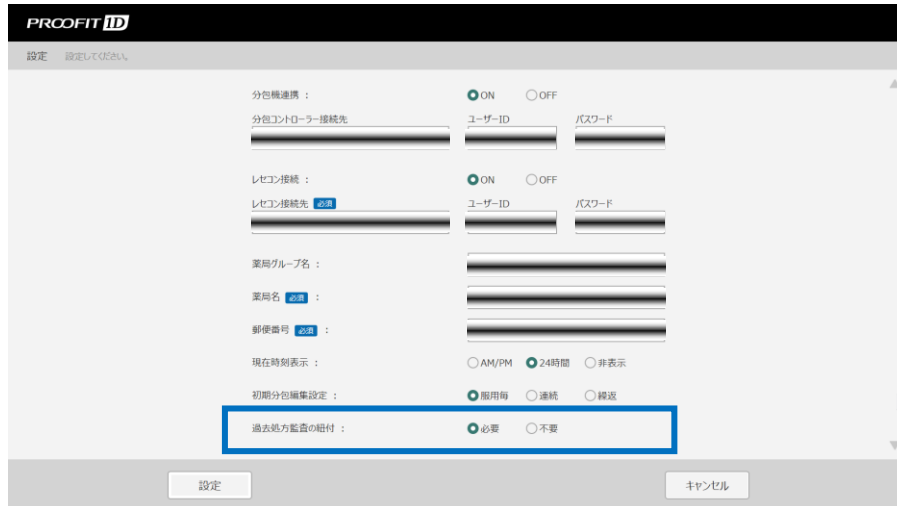 PROOFIT 1D
設定 設定してください。
分包機連携 : ON OFF
分包コントローラー接続先 ユーザーID パスワード
レセコン接続 : ON OFF
レセコン接続先 必須 ユーザーID パスワード
薬局グループ名 :
薬局名 必須 :
郵便番号 必須 :
現在時刻表示 : AM/PM 24時間 非表示
初期分包編集設定 : 服用毎 連続 繰返
過去処方監査の紐付 : 必要 不要
設定 キャンセル